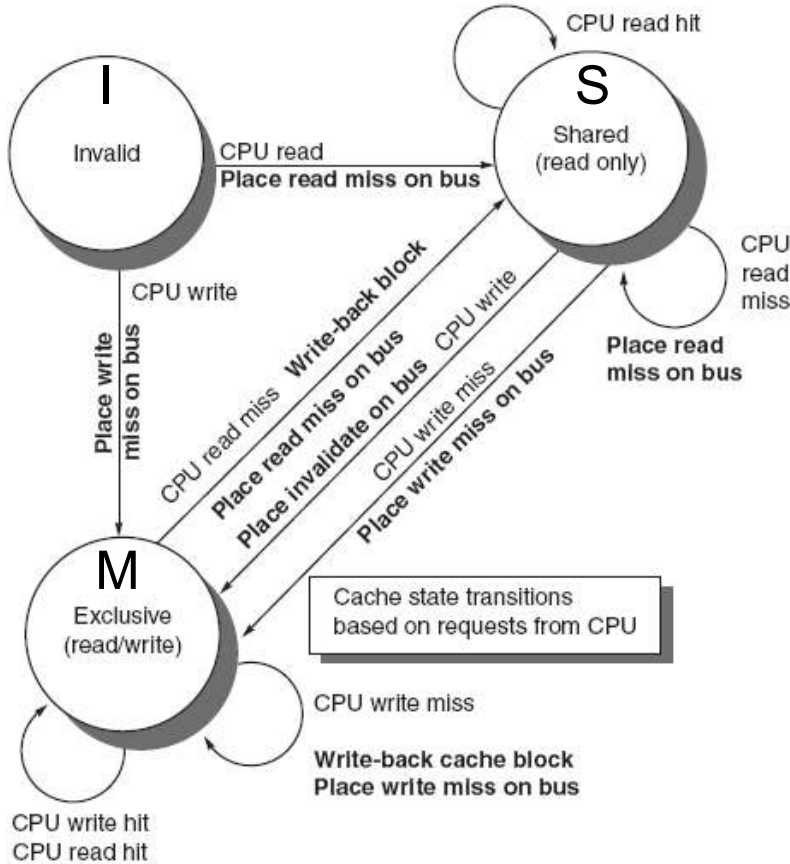 I
Invalid
S
Shared
(read only)
CPU read hit
CPU read
Place read miss on bus
CPU
read
miss
Place read
miss on bus
CPU write
Place write
miss on bus
CPU read miss
Write-back block
Place read miss on bus
Place invalidate on bus
CPU write
CPU write miss
Place write miss on bus
M
Exclusive
(read/write)
Cache state transitions
based on requests from CPU
CPU write miss
Write-back cache block
Place write miss on bus
CPU write hit
CPU read hit